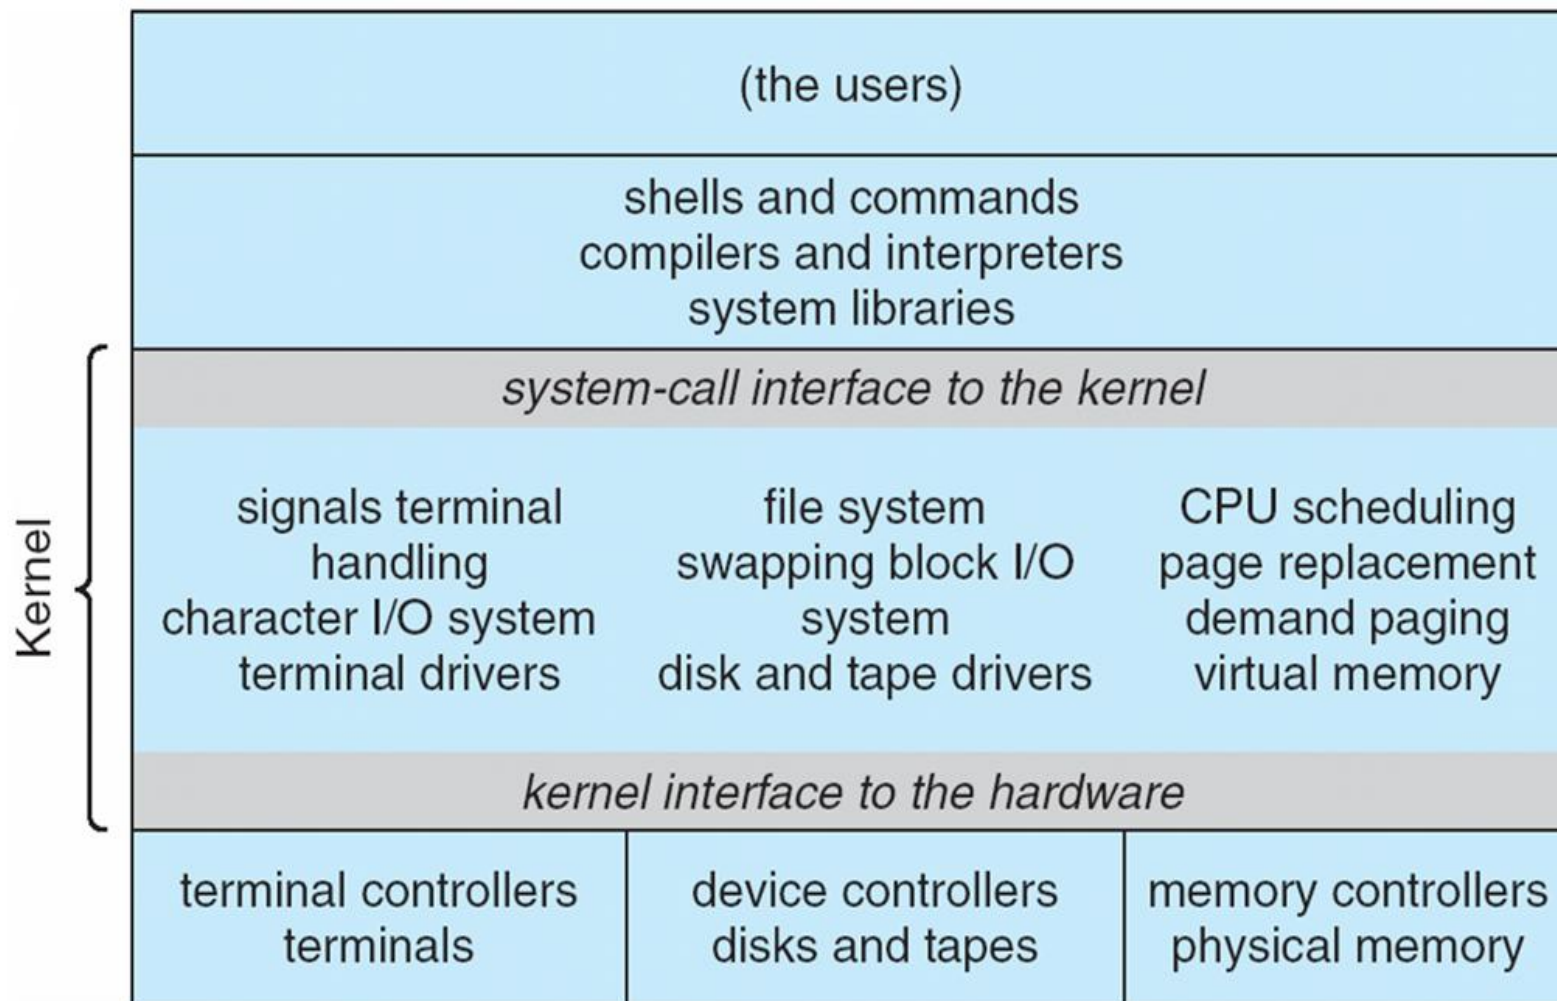 (the users)
shells and commands
compilers and interpreters
system libraries
system-call interface to the kernel
Kernel
signals terminal
handling
character I/O system
terminal drivers
file system
swapping block I/O
system
disk and tape drivers
CPU scheduling
page replacement
demand paging
virtual memory
kernel interface to the hardware
terminal controllers
terminals
device controllers
disks and tapes
memory controllers
physical memory